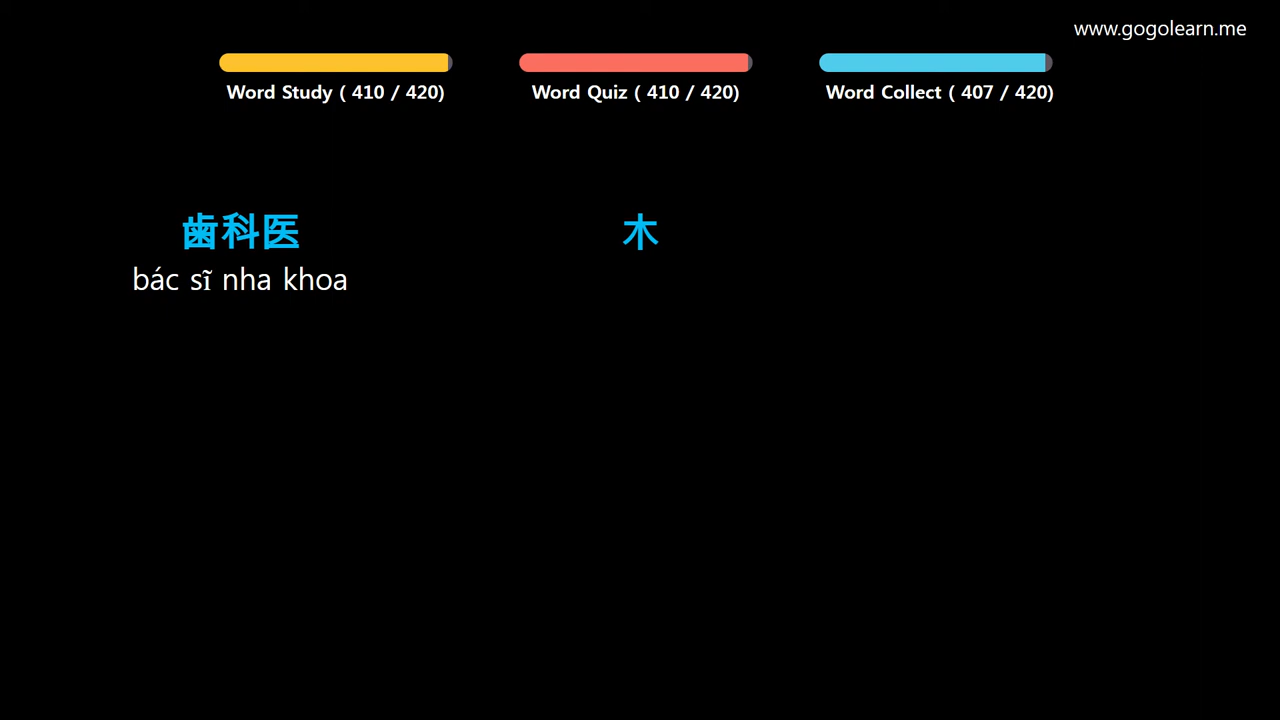 www.gogolearn.me
Word Study ( 410 / 420)
Word Quiz ( 410 / 420)
Word Collect ( 407 / 420)
歯科医
bác sĩ nha khoa
木